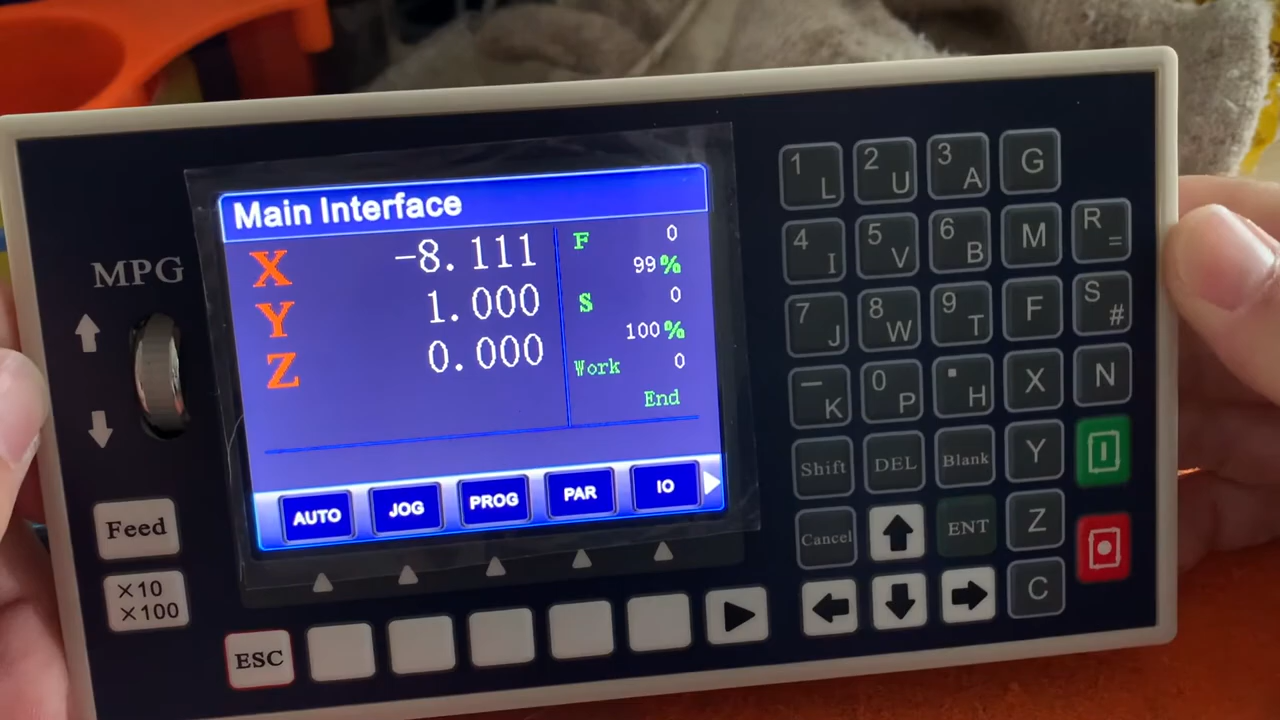 Main Interface
X -8.111
Y 1.000
Z 0.000
F 0
99%
S 0
100%
Work 0
End
AUTO JOG PROG PAR IO
MPG
Feed
×10
×100
ESC
1 L 2 U 3 A G
4 I 5 V 6 B M R =
7 J 8 W 9 T F S #
— K 0 P . H X N
Shift DEL Blank Y
Cancel ENT Z
C